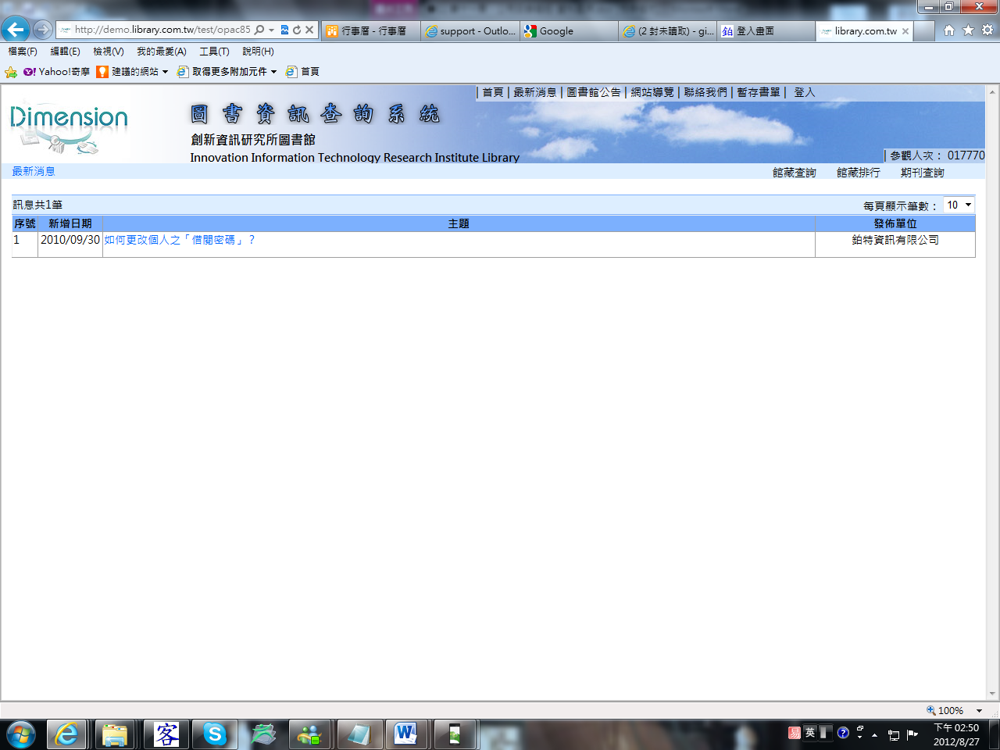 http://demo.library.com.tw/test/opac85
行事曆 - 行事曆
support - Outlo...
Google
(2 封未讀取) - gi...
鉑 登入畫面
library.com.tw
檔案(F) 編輯(E) 檢視(V) 我的最愛(A) 工具(T) 說明(H)
Yahoo!奇摩 建議的網站 取得更多附加元件 首頁
| 首頁 | 最新消息 | 圖書館公告 | 網站導覽 | 聯絡我們 | 暫存書單 | 登入
Dimension
圖書資訊查詢系統
創新資訊研究所圖書館
Innovation Information Technology Research Institute Library
| 參觀人次： 017770
最新消息
館藏查詢 館藏排行 期刊查詢
訊息共1筆
每頁顯示筆數： 10
序號 新增日期 主題 發佈單位
1 2010/09/30 如何更改個人之「借閱密碼」？ 鉑特資訊有限公司
100%
客
易 英
下午 02:50
2012/8/27